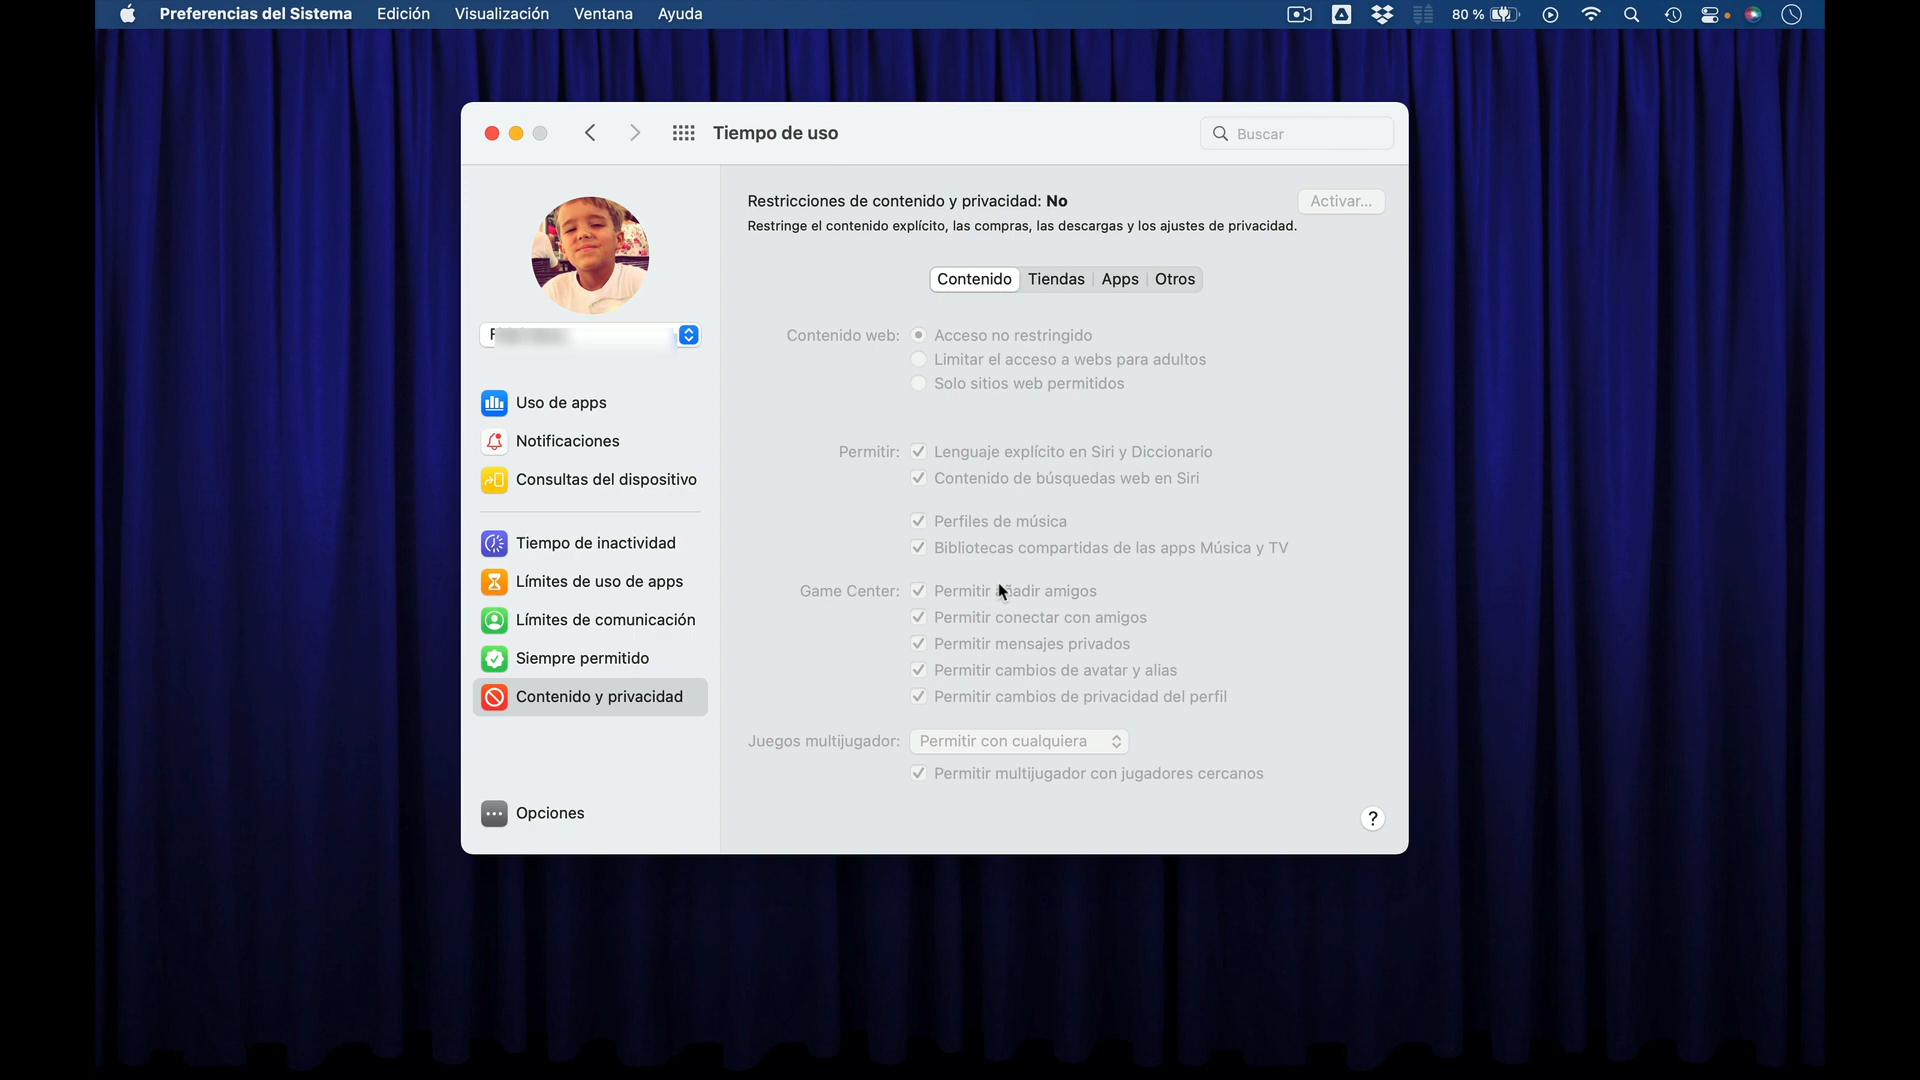 Preferencias del Sistema Edición Visualización Ventana Ayuda 80 %
Tiempo de uso
Buscar
Uso de apps
Notificaciones
Consultas del dispositivo
Tiempo de inactividad
Límites de uso de apps
Límites de comunicación
Siempre permitido
Contenido y privacidad
Opciones
Restricciones de contenido y privacidad: No
Activar...
Restringe el contenido explícito, las compras, las descargas y los ajustes de privacidad.
Contenido Tiendas Apps Otros
Contenido web: Acceso no restringido
Limitar el acceso a webs para adultos
Solo sitios web permitidos
Permitir: Lenguaje explícito en Siri y Diccionario
Contenido de búsquedas web en Siri
Perfiles de música
Bibliotecas compartidas de las apps Música y TV
Game Center: Permitir añadir amigos
Permitir conectar con amigos
Permitir mensajes privados
Permitir cambios de avatar y alias
Permitir cambios de privacidad del perfil
Juegos multijugador: Permitir con cualquiera
Permitir multijugador con jugadores cercanos
?